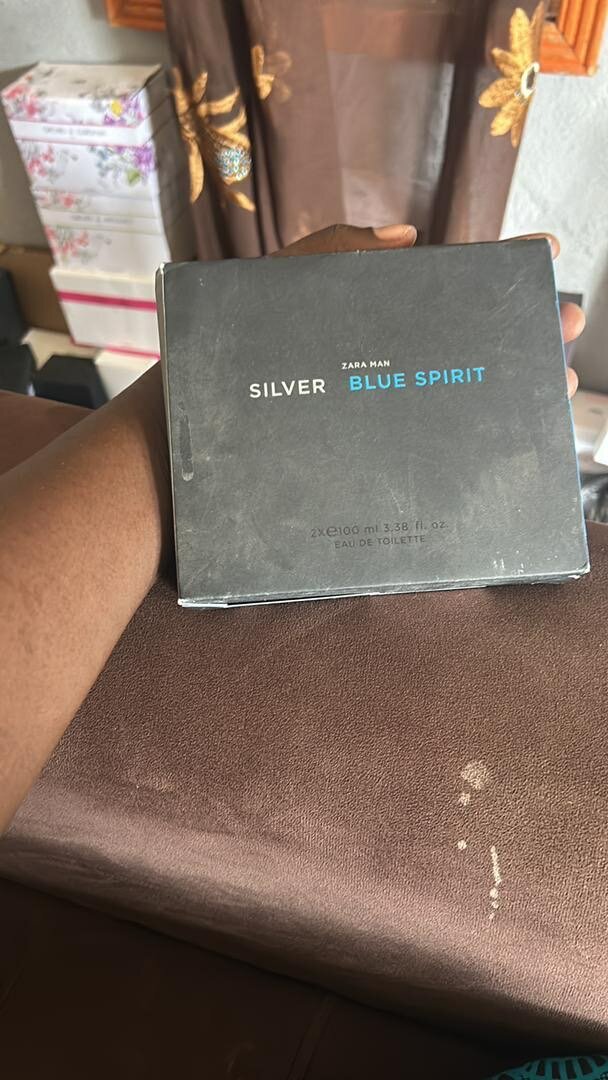 ZARA MAN
SILVER BLUE SPIRIT
2X℮100 ml 3.38 fl. oz.
EAU DE TOILETTE